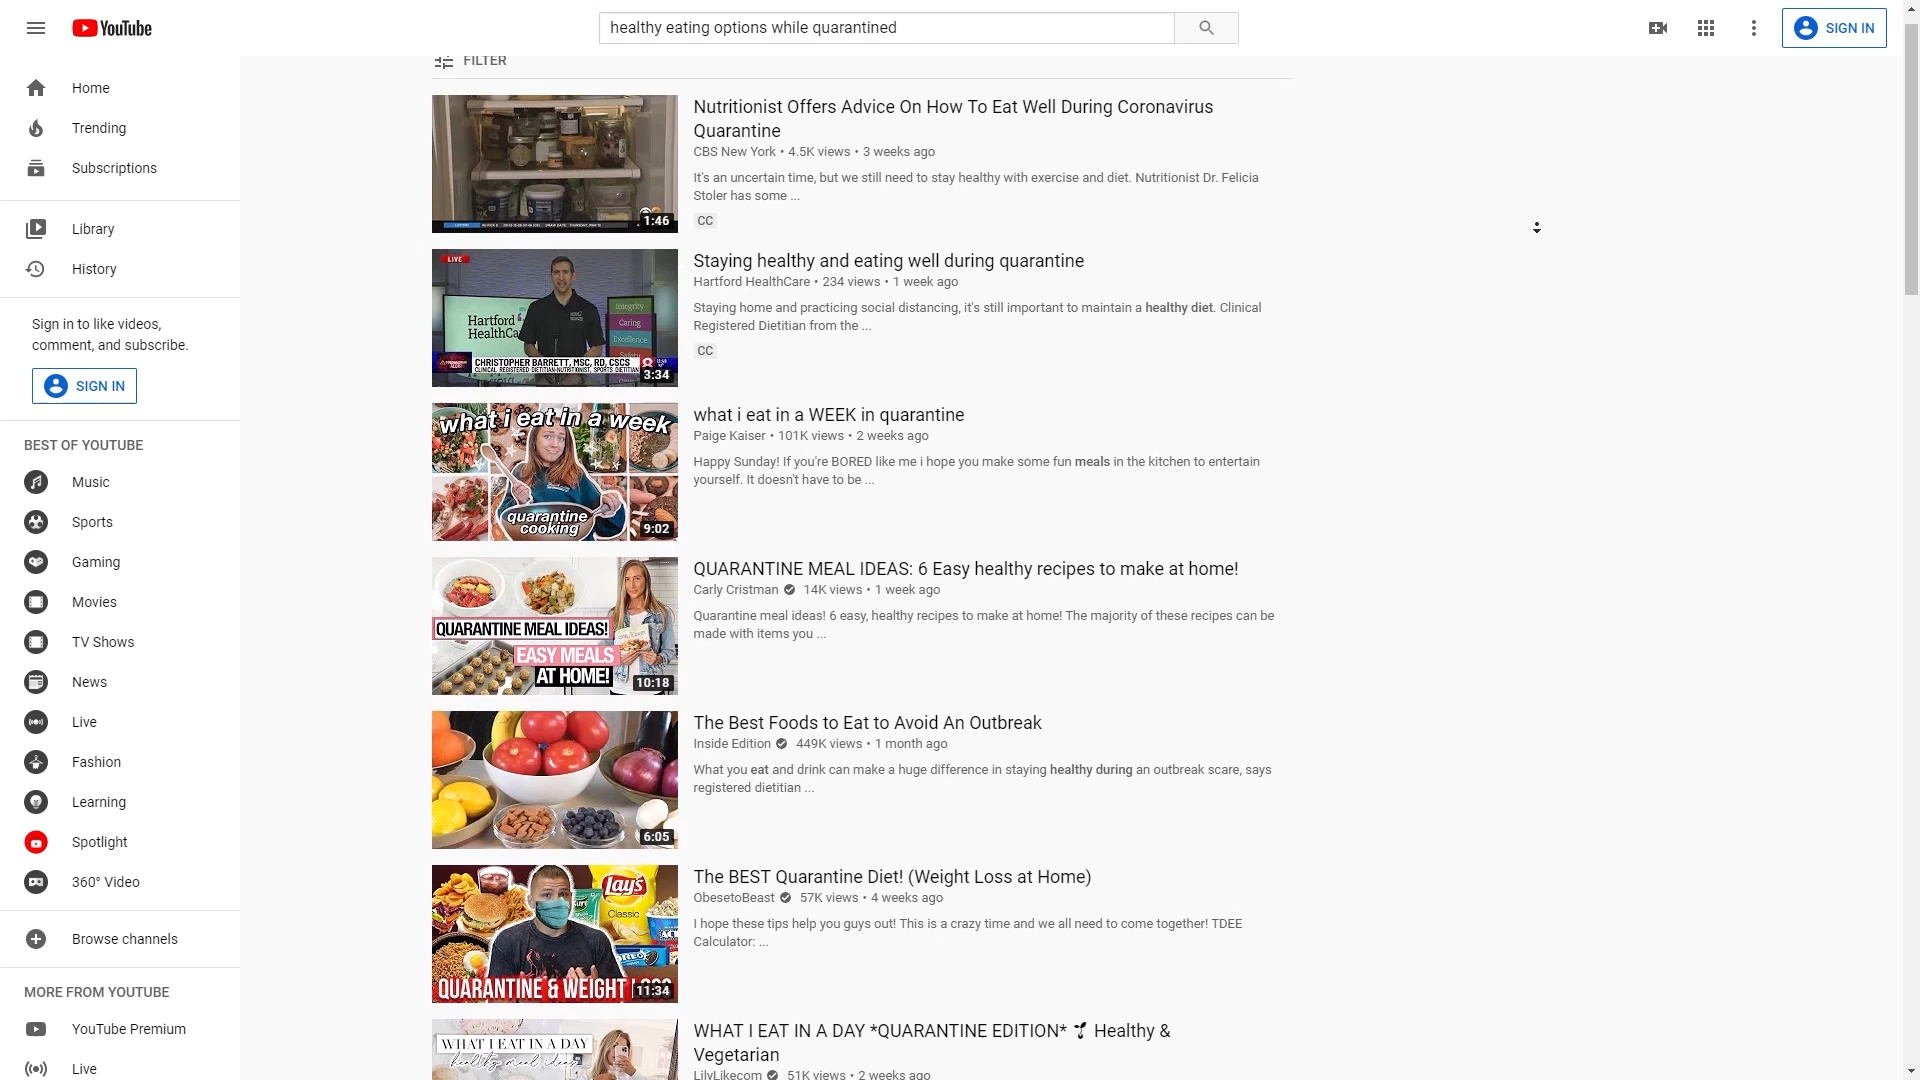 YouTube
healthy eating options while quarantined
SIGN IN
FILTER
Home
Trending
Subscriptions
Library
History
Sign in to like videos,
comment, and subscribe.
SIGN IN
BEST OF YOUTUBE
Music
Sports
Gaming
Movies
TV Shows
News
Live
Fashion
Learning
Spotlight
360° Video
Browse channels
MORE FROM YOUTUBE
YouTube Premium
Live
1:46
Nutritionist Offers Advice On How To Eat Well During Coronavirus
Quarantine
CBS New York • 4.5K views • 3 weeks ago
It's an uncertain time, but we still need to stay healthy with exercise and diet. Nutritionist Dr. Felicia
Stoler has some ...
CC
LIVE
Hartford
HealthCa
Integrity
Caring
Excellence
Safety
CHRISTOPHER BARRETT, MSC, RD, CSCS
CLINICAL REGISTERED DIETITIAN-NUTRITIONIST, SPORTS DIETITIAN
3:34
Staying healthy and eating well during quarantine
Hartford HealthCare • 234 views • 1 week ago
Staying home and practicing social distancing, it's still important to maintain a healthy diet. Clinical
Registered Dietitian from the ...
CC
what i eat in a week
quarantine
cooking
9:02
what i eat in a WEEK in quarantine
Paige Kaiser • 101K views • 2 weeks ago
Happy Sunday! If you're BORED like me i hope you make some fun meals in the kitchen to entertain
yourself. It doesn't have to be ...
QUARANTINE MEAL IDEAS!
EASY MEALS
AT HOME!
10:18
QUARANTINE MEAL IDEAS: 6 Easy healthy recipes to make at home!
Carly Cristman 14K views • 1 week ago
Quarantine meal ideas! 6 easy, healthy recipes to make at home! The majority of these recipes can be
made with items you ...
6:05
The Best Foods to Eat to Avoid An Outbreak
Inside Edition 449K views • 1 month ago
What you eat and drink can make a huge difference in staying healthy during an outbreak scare, says
registered dietitian ...
Lay's
Classic
OREO
QUARANTINE & WEIGHT
11:34
The BEST Quarantine Diet! (Weight Loss at Home)
ObesetoBeast 57K views • 4 weeks ago
I hope these tips help you guys out! This is a crazy time and we all need to come together! TDEE
Calculator: ...
WHAT I EAT IN A DAY
healthy meal ideas
WHAT I EAT IN A DAY *QUARANTINE EDITION* 🌱 Healthy &
Vegetarian
LilyLikecom 51K views • 2 weeks ago